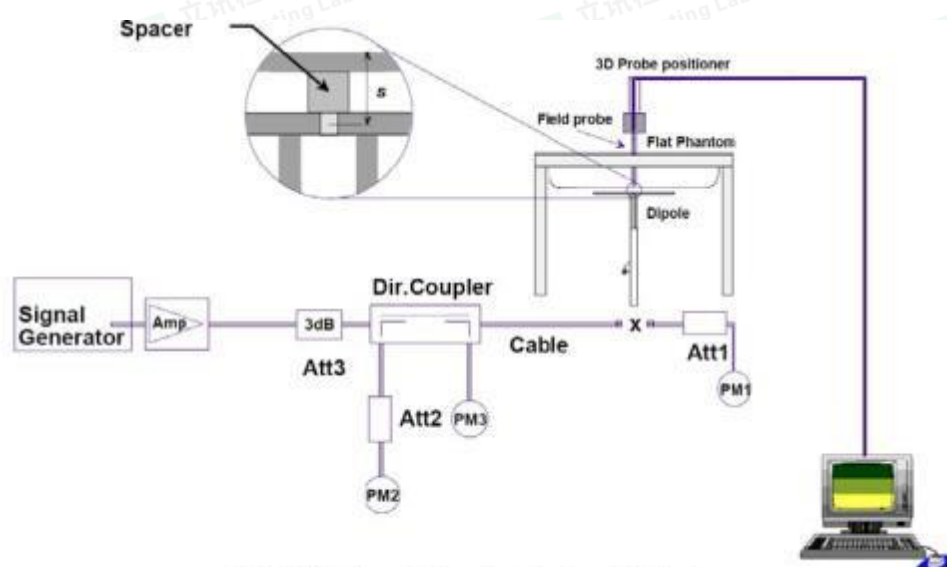 Spacer
s
3D Probe positioner
Field probe
Flat Phantom
Dipole
Signal
Generator
Amp
3dB
Att3
Dir.Coupler
Cable
x
Att1
PM1
Att2
PM3
PM2